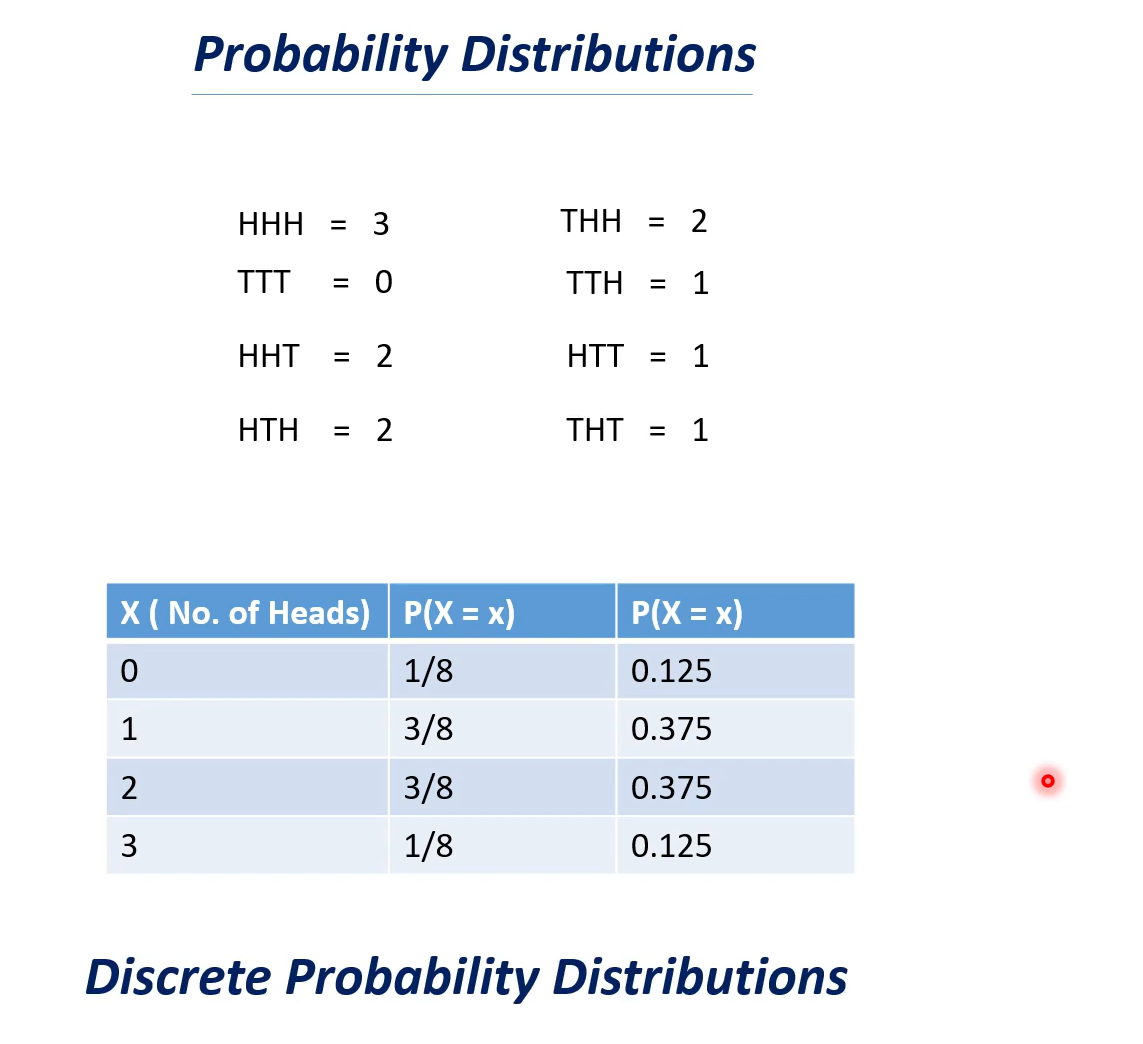 Probability Distributions
HHH = 3
THH = 2
TTT = 0
TTH = 1
HHT = 2
HTT = 1
HTH = 2
THT = 1
X ( No. of Heads) P(X = x) P(X = x)
0 1/8 0.125
1 3/8 0.375
2 3/8 0.375
3 1/8 0.125
Discrete Probability Distributions